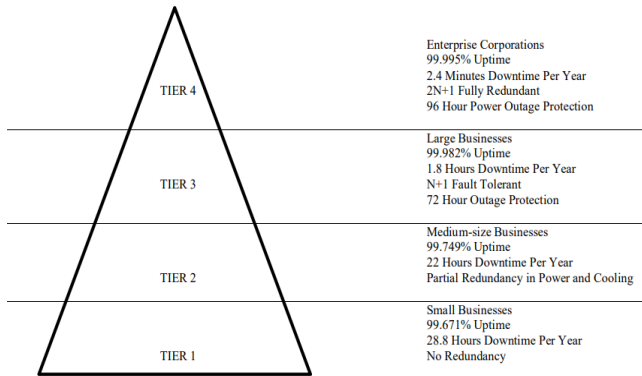 TIER 4
Enterprise Corporations
99.995% Uptime
2.4 Minutes Downtime Per Year
2N+1 Fully Redundant
96 Hour Power Outage Protection
TIER 3
Large Businesses
99.982% Uptime
1.8 Hours Downtime Per Year
N+1 Fault Tolerant
72 Hour Outage Protection
TIER 2
Medium-size Businesses
99.749% Uptime
22 Hours Downtime Per Year
Partial Redundancy in Power and Cooling
TIER 1
Small Businesses
99.671% Uptime
28.8 Hours Downtime Per Year
No Redundancy